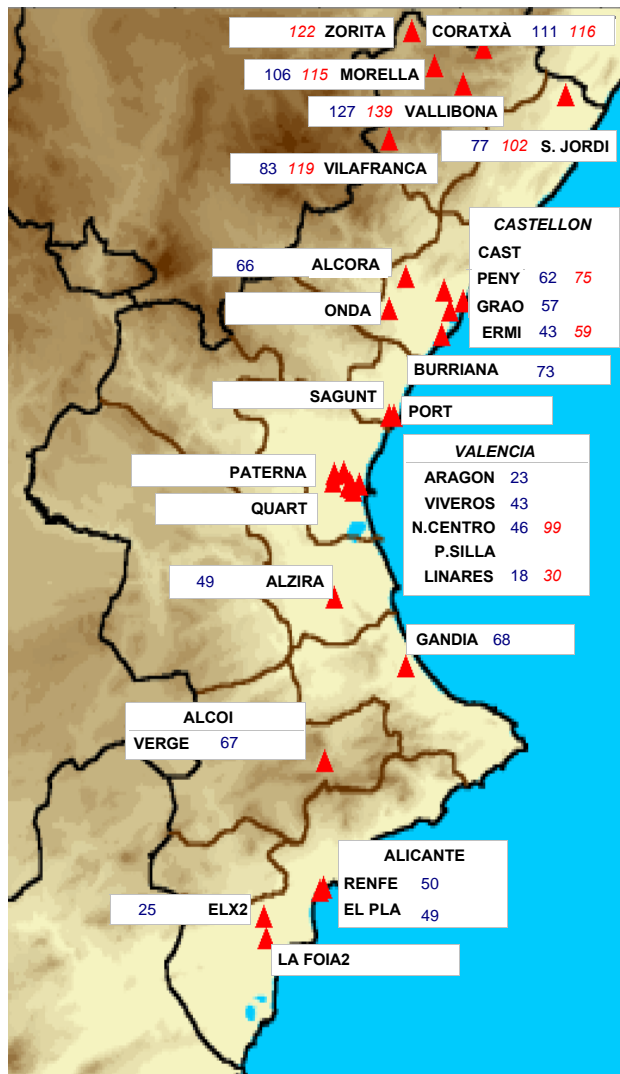 122 ZORITA
CORATXÀ 111 116
106 115 MORELLA
127 139 VALLIBONA
77 102 S. JORDI
83 119 VILAFRANCA
CASTELLON
CAST
PENY 62 75
GRAO 57
ERMI 43 59
66 ALCORA
ONDA
BURRIANA 73
SAGUNT
PORT
VALENCIA
ARAGON 23
VIVEROS 43
N.CENTRO 46 99
P.SILLA
LINARES 18 30
PATERNA
QUART
49 ALZIRA
GANDIA 68
ALCOI
VERGE 67
ALICANTE
RENFE 50
EL PLA 49
25 ELX2
LA FOIA2